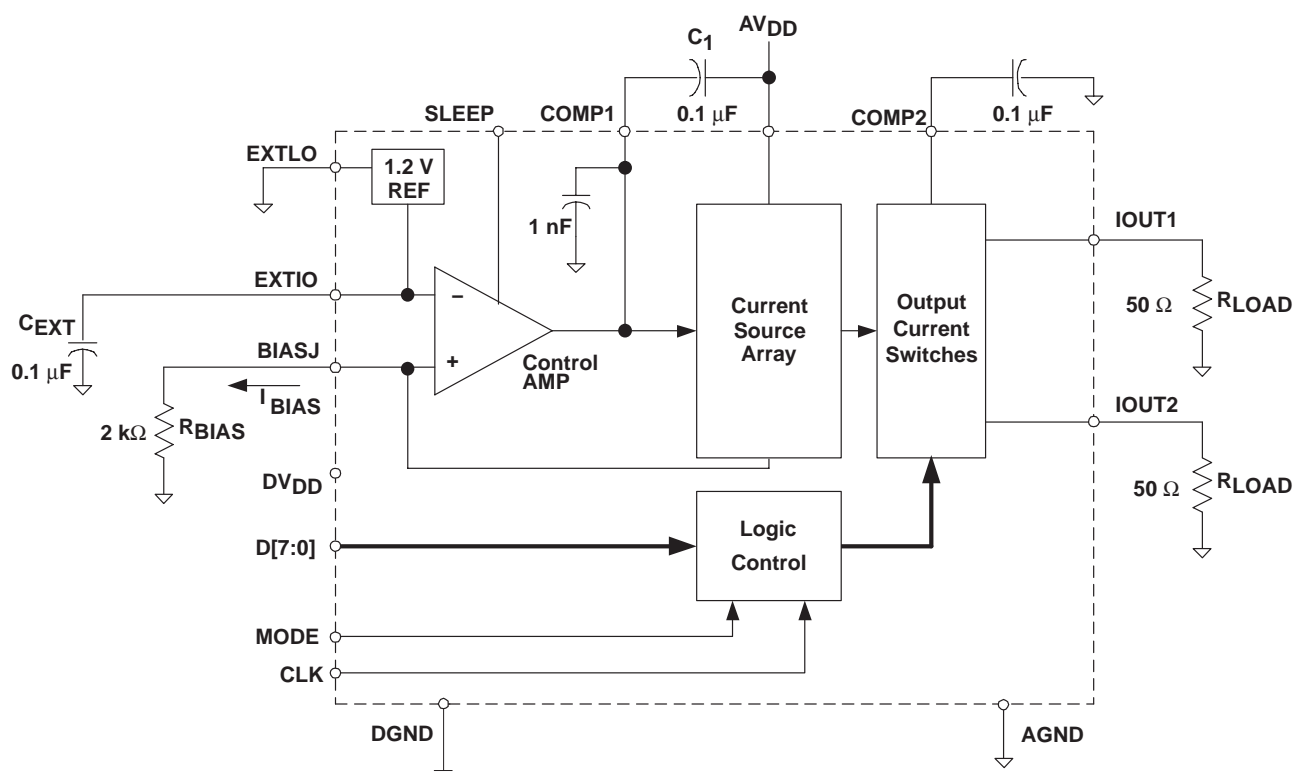 AVDD
C1
0.1 μF
SLEEP
COMP1
COMP2
0.1 μF
EXTLO
1.2 V
REF
1 nF
EXTIO
CEXT
0.1 μF
BIASJ
IBIAS
2 kΩ
RBIAS
–
+
Control
AMP
Current
Source
Array
Output
Current
Switches
IOUT1
50 Ω
RLOAD
IOUT2
50 Ω
RLOAD
DVDD
D[7:0]
Logic
Control
MODE
CLK
DGND
AGND